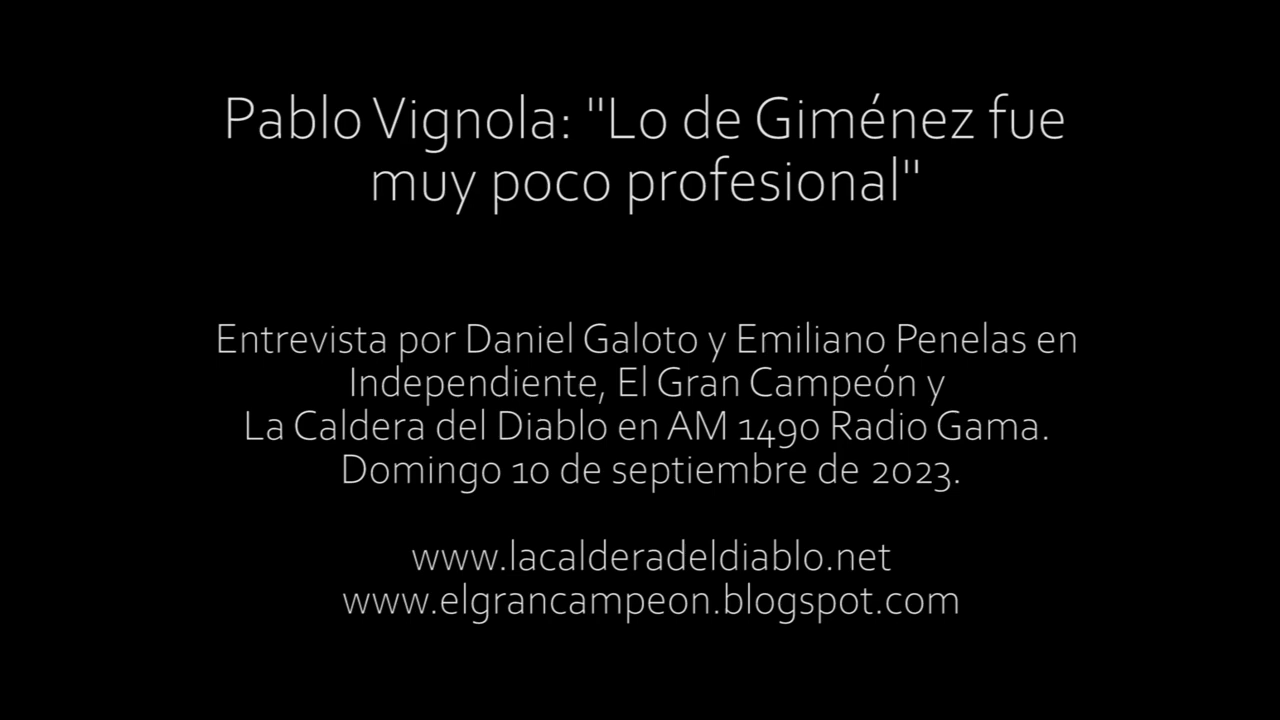 Pablo Vignola: "Lo de Giménez fue
muy poco profesional"
Entrevista por Daniel Galoto y Emiliano Penelas en
Independiente, El Gran Campeón y
La Caldera del Diablo en AM 1490 Radio Gama.
Domingo 10 de septiembre de 2023.
www.lacalderadeldiablo.net
www.elgrancampeon.blogspot.com